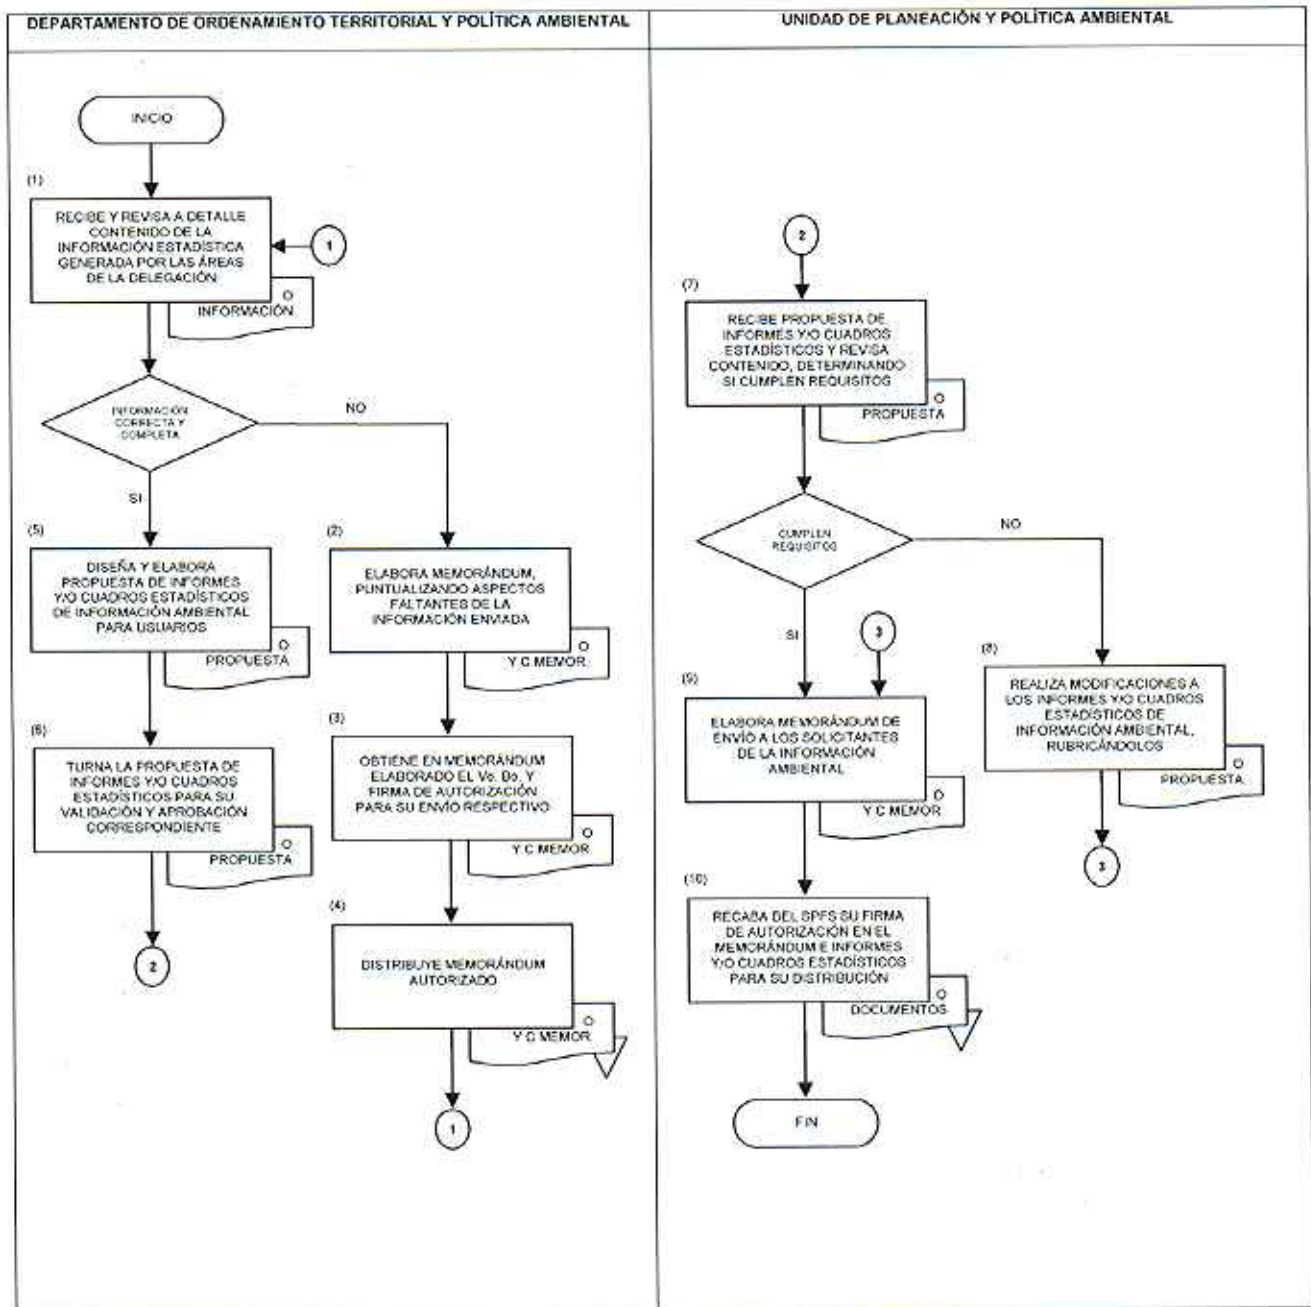 DEPARTAMENTO DE ORDENAMIENTO TERRITORIAL Y POLÍTICA AMBIENTAL
UNIDAD DE PLANEACIÓN Y POLÍTICA AMBIENTAL
INICIO
(1)
RECIBE Y REVISA A DETALLE
CONTENIDO DE LA
INFORMACIÓN ESTADÍSTICA
GENERADA POR LAS ÁREAS
DE LA DELEGACIÓN
1
O
INFORMACIÓN
INFORMACIÓN
CORRECTA Y
COMPLETA
NO
SI
(5)
DISEÑA Y ELABORA
PROPUESTA DE INFORMES
Y/O CUADROS ESTADÍSTICOS
DE INFORMACIÓN AMBIENTAL
PARA USUARIOS
O
PROPUESTA
(6)
TURNA LA PROPUESTA DE
INFORMES Y/O CUADROS
ESTADÍSTICOS PARA SU
VALIDACIÓN Y APROBACIÓN
CORRESPONDIENTE
O
PROPUESTA
2
(2)
ELABORA MEMORÁNDUM,
PUNTUALIZANDO ASPECTOS
FALTANTES DE LA
INFORMACIÓN ENVIADA
O
Y C MEMOR
(3)
OBTIENE EN MEMORÁNDUM
ELABORADO EL Vo. Bo. Y
FIRMA DE AUTORIZACIÓN
PARA SU ENVÍO RESPECTIVO
O
Y C MEMOR
(4)
DISTRIBUYE MEMORÁNDUM
AUTORIZADO
O
Y C MEMOR
1
2
(7)
RECIBE PROPUESTA DE
INFORMES Y/O CUADROS
ESTADÍSTICOS Y REVISA
CONTENIDO, DETERMINANDO
SI CUMPLEN REQUISITOS
O
PROPUESTA
CUMPLEN
REQUISITOS
NO
SI
3
(9)
ELABORA MEMORÁNDUM DE
ENVÍO A LOS SOLICITANTES
DE LA INFORMACIÓN
AMBIENTAL
O
Y C MEMOR
(8)
REALIZA MODIFICACIONES A
LOS INFORMES Y/O CUADROS
ESTADÍSTICOS DE
INFORMACIÓN AMBIENTAL,
RUBRICÁNDOLOS
O
PROPUESTA
3
(10)
RECABA DEL SPFS SU FIRMA
DE AUTORIZACIÓN EN EL
MEMORÁNDUM E INFORMES
Y/O CUADROS ESTADÍSTICOS
PARA SU DISTRIBUCIÓN
O
DOCUMENTOS
FIN